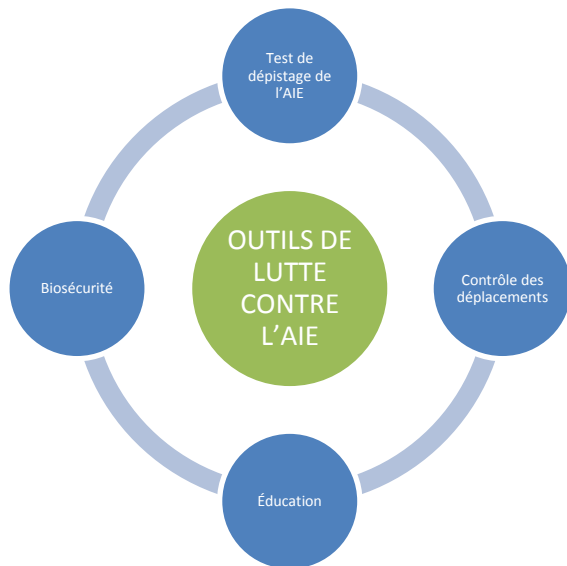 Test de
dépistage de
l'AIE
OUTILS DE
LUTTE
CONTRE
L'AIE
Biosécurité
Contrôle des
déplacements
Éducation